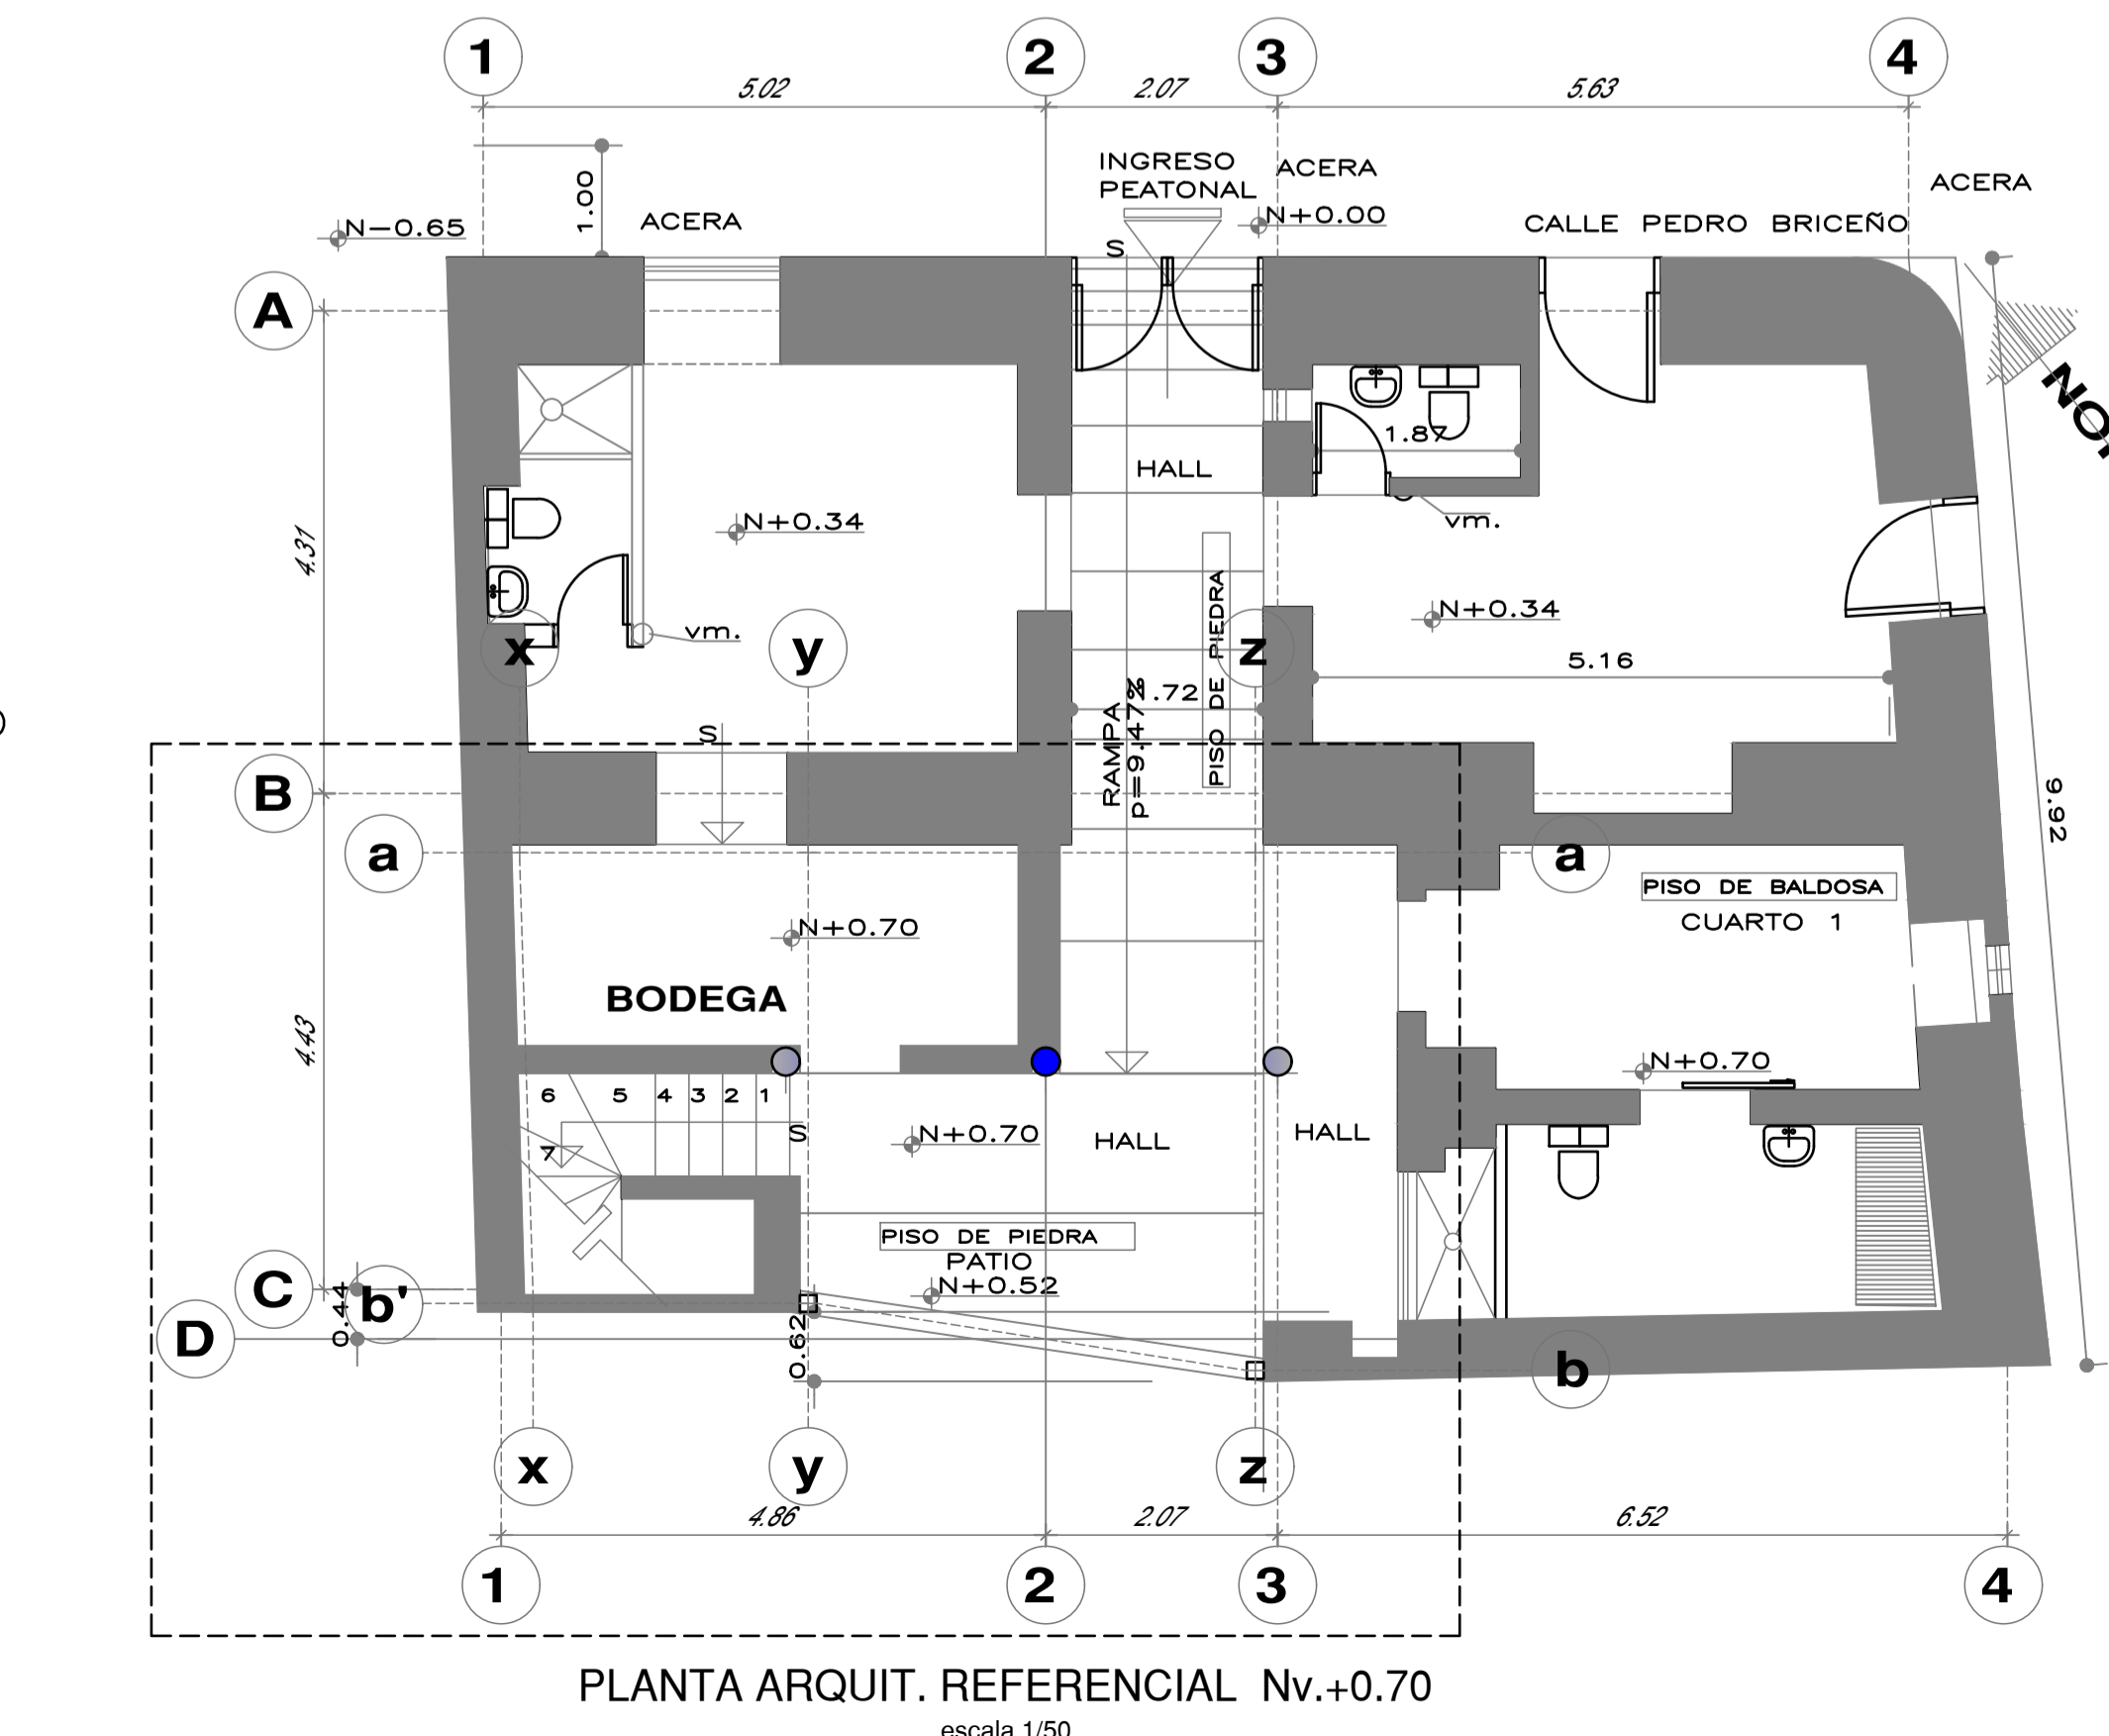 1 2 3 4
5.02 2.07 5.63
INGRESO
PEATONAL
ACERA
ACERA
1.00
ACERA
N+0.00
CALLE PEDRO BRICEÑO
N−0.65
S
A
1.87
HALL
vm.
N+0.34
4.31
N+0.34
vm.
x y z
5.16
PISO DE PIEDRA
RAMPA
p=9.47%
S
B
9.92
a a
PISO DE BALDOSA
CUARTO 1
N+0.70
BODEGA
4.43
N+0.70
6 5 4 3 2 1
7
S
N+0.70
HALL
HALL
PISO DE PIEDRA
PATIO
N+0.52
C
b'
0.44
D
0.62
b
x y z
4.86 2.07 6.52
1 2 3 4
PLANTA ARQUIT. REFERENCIAL Nv.+0.70
escala 1/50